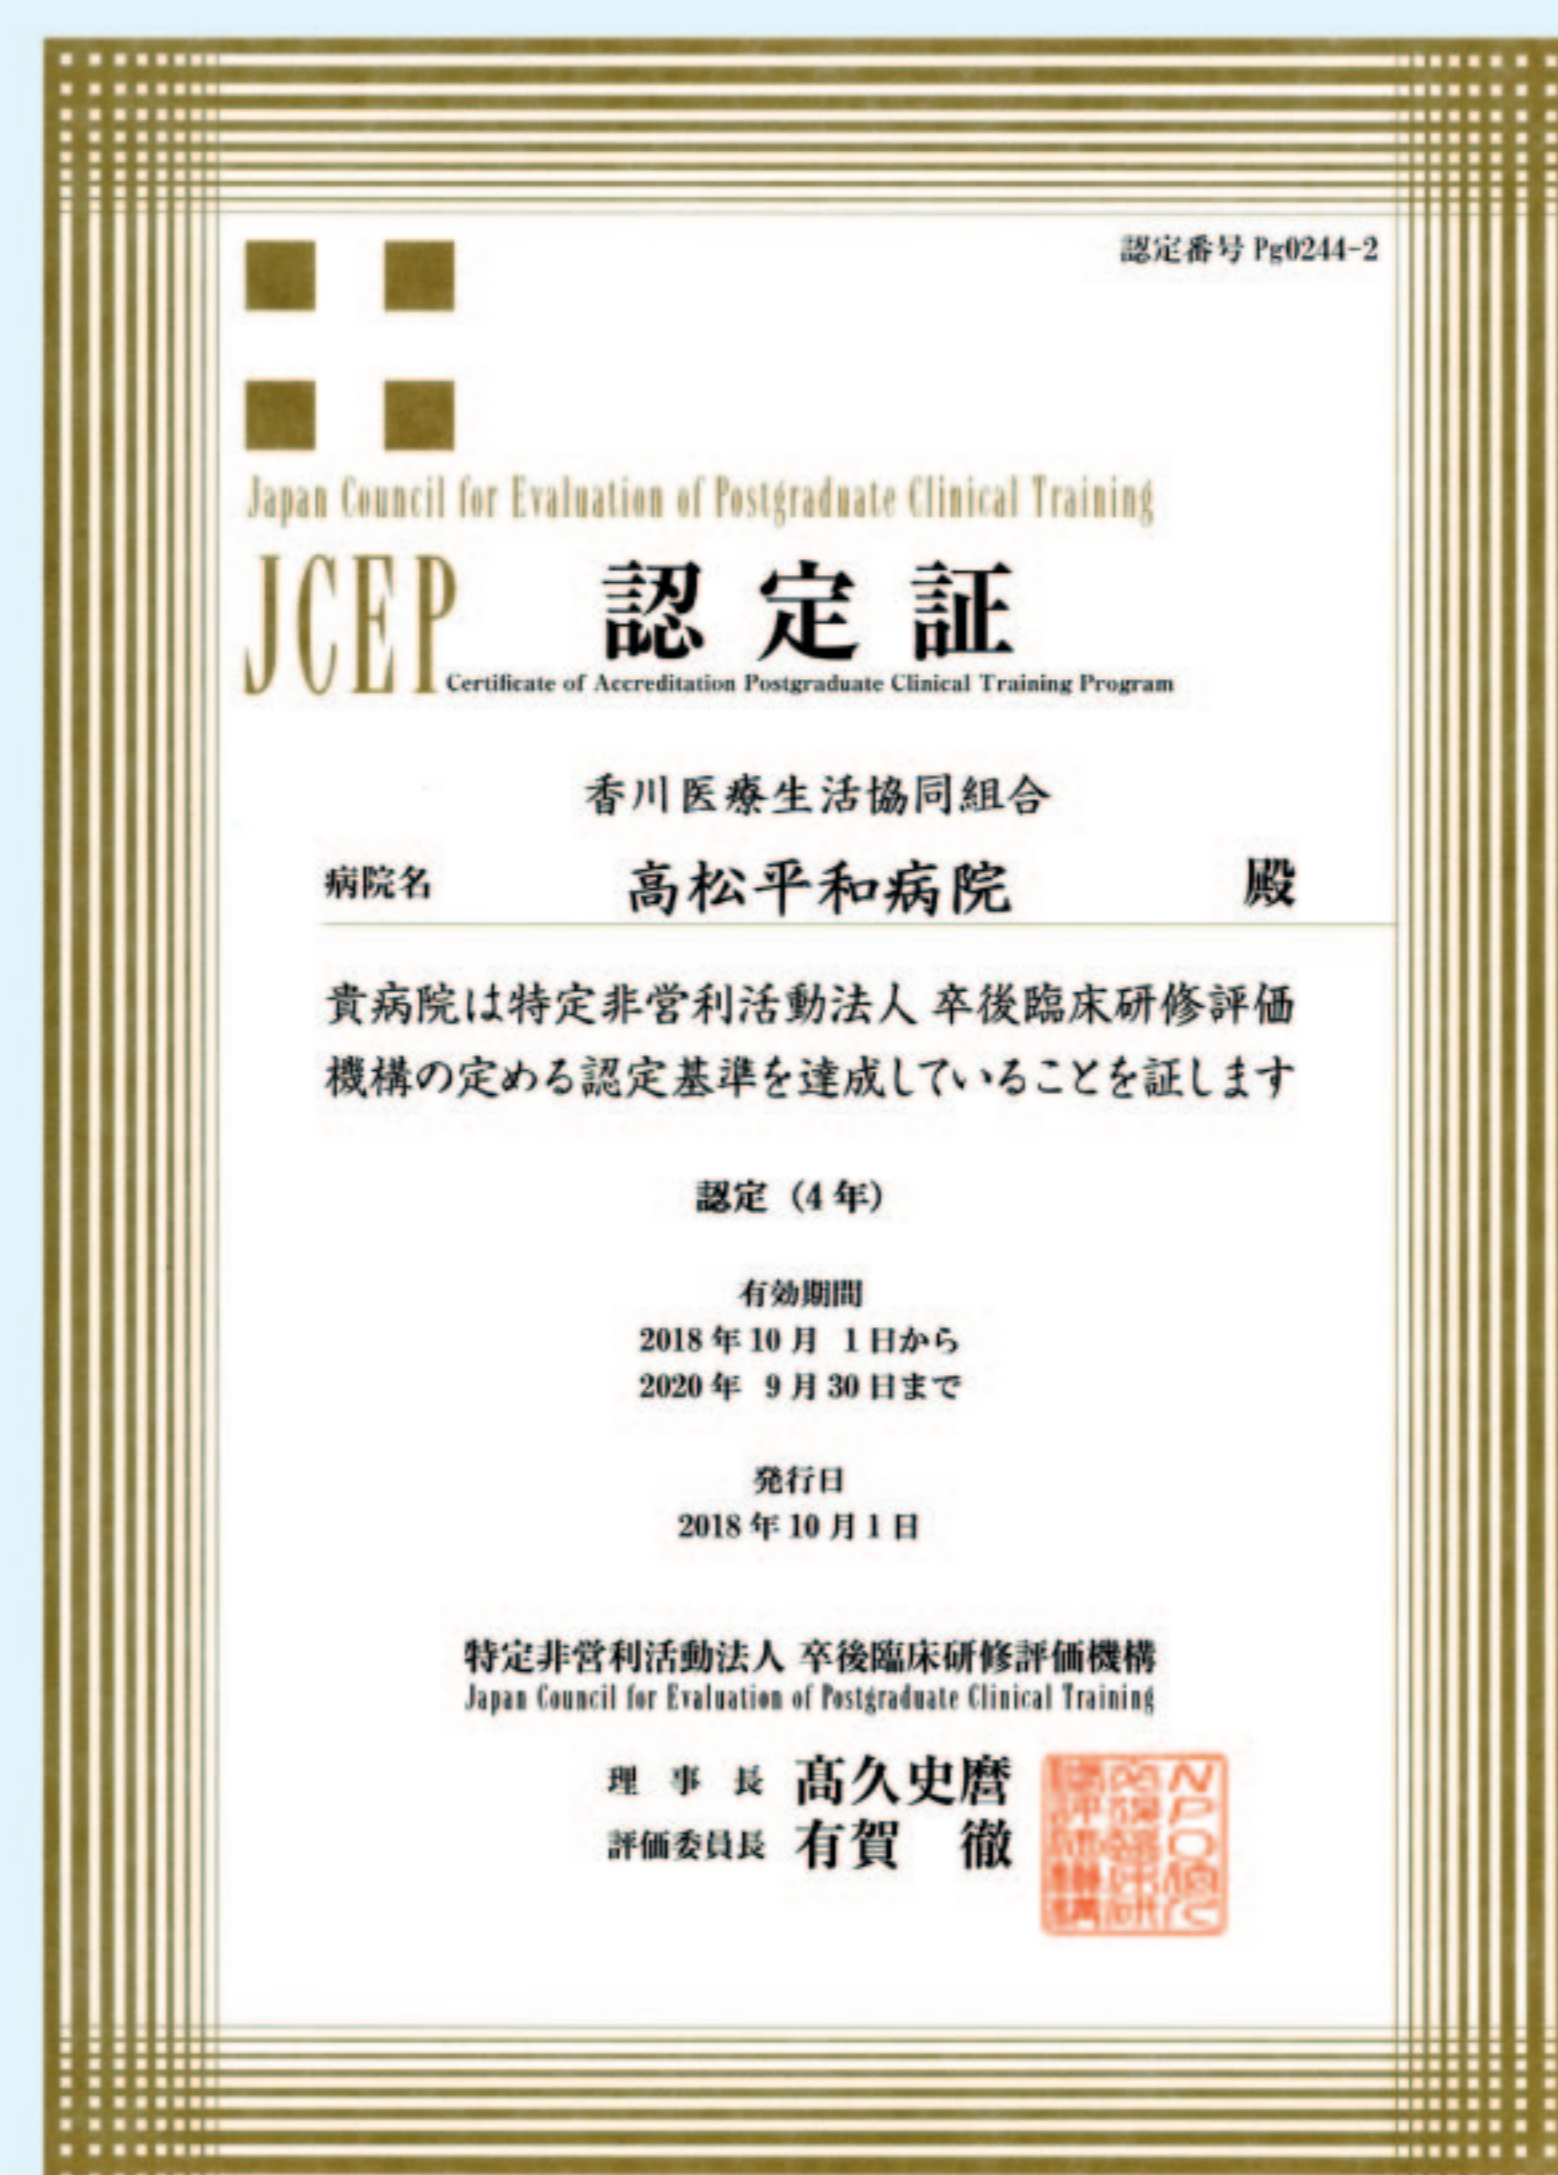 認定番号 Pg0244-2
Japan Council for Evaluation of Postgraduate Clinical Training
JCEP 認定証
Certificate of Accreditation Postgraduate Clinical Training Program
香川医療生活協同組合
病院名 高松平和病院 殿
貴病院は特定非営利活動法人 卒後臨床研修評価
機構の定める認定基準を達成していることを証します
認定（4年）
有効期間
2018年10月 1日から
2020年 9月30日まで
発行日
2018年10月1日
特定非営利活動法人 卒後臨床研修評価機構
Japan Council for Evaluation of Postgraduate Clinical Training
理事長 髙久史麿
評価委員長 有賀 徹